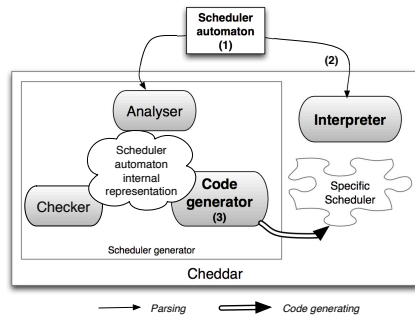 Scheduler
automaton
(1)
(2)
Analyser
Interpreter
Scheduler
automaton
internal
representation
Code
generator
(3)
Checker
Specific
Scheduler
Scheduler generator
Cheddar
Parsing
Code generating